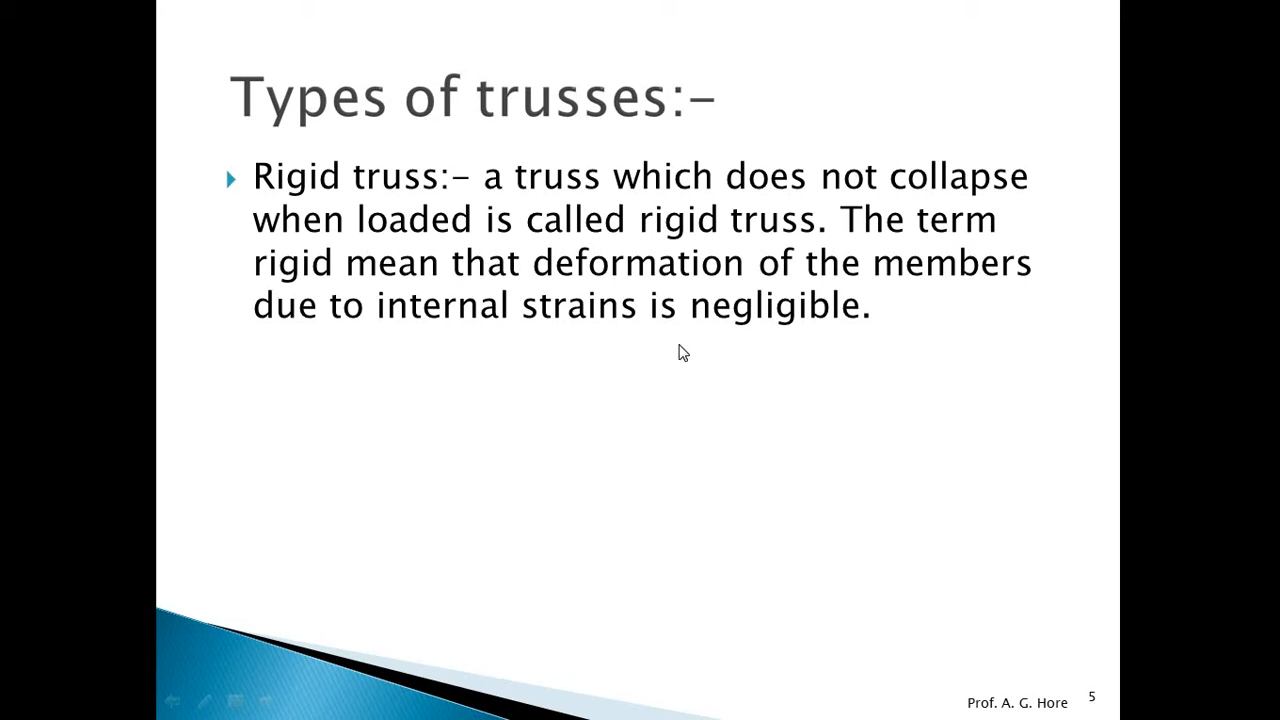 Types of trusses:-
Rigid truss:- a truss which does not collapse
when loaded is called rigid truss. The term
rigid mean that deformation of the members
due to internal strains is negligible.
Prof. A. G. Hore 5